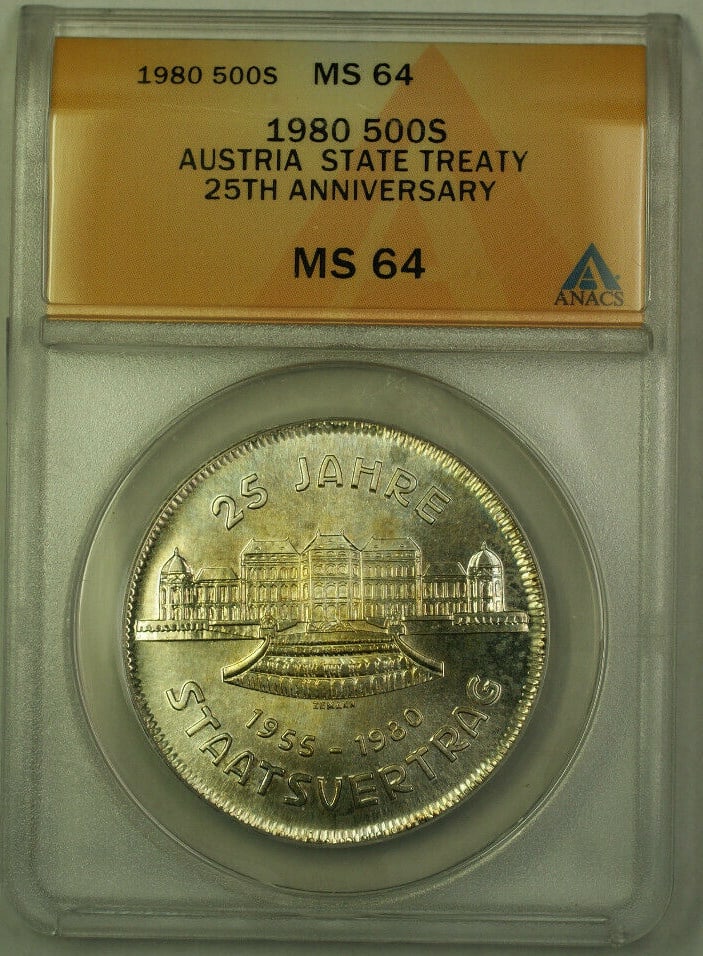 1980 500S MS 64
1980 500S
AUSTRIA STATE TREATY
25TH ANNIVERSARY
MS 64
ANACS
25 JAHRE
ZEMAN
1955 - 1980
STAATSVERTRAG